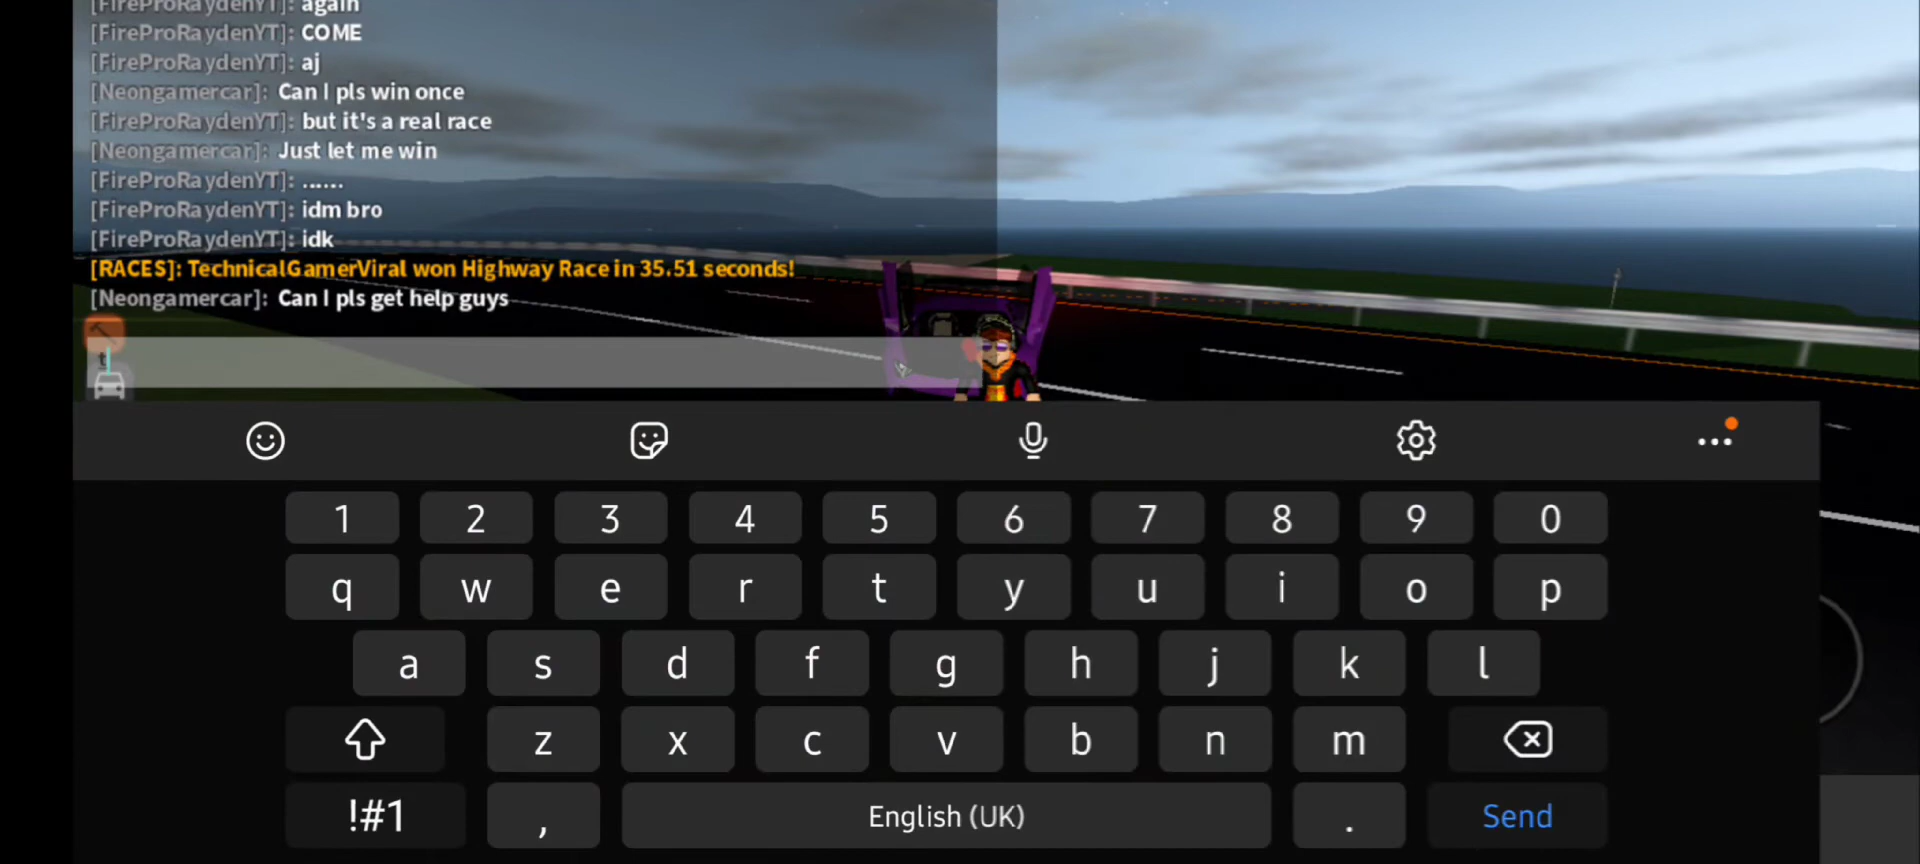 [FireProRaydenYT]: again
[FireProRaydenYT]: COME
[FireProRaydenYT]: aj
[Neongamercar]: Can I pls win once
[FireProRaydenYT]: but it's a real race
[Neongamercar]: Just let me win
[FireProRaydenYT]: ......
[FireProRaydenYT]: idm bro
[FireProRaydenYT]: idk
[RACES]: TechnicalGamerViral won Highway Race in 35.51 seconds!
[Neongamercar]: Can I pls get help guys
1 2 3 4 5 6 7 8 9 0
q w e r t y u i o p
a s d f g h j k l
z x c v b n m
!#1 , English (UK) . Send